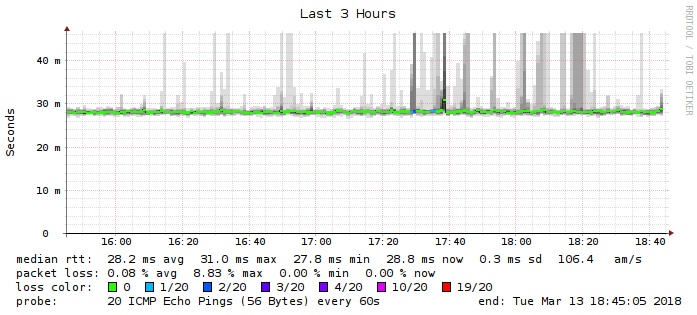 Last 3 Hours
RRDTOOL / TOBI OETIKER
Seconds
40 m
30 m
20 m
10 m
0
16:00 16:20 16:40 17:00 17:20 17:40 18:00 18:20 18:40
median rtt: 28.2 ms avg 31.0 ms max 27.8 ms min 28.8 ms now 0.3 ms sd 106.4 am/s
packet loss: 0.08 % avg 8.83 % max 0.00 % min 0.00 % now
loss color: 0 1/20 2/20 3/20 4/20 10/20 19/20
probe: 20 ICMP Echo Pings (56 Bytes) every 60s end: Tue Mar 13 18:45:05 2018